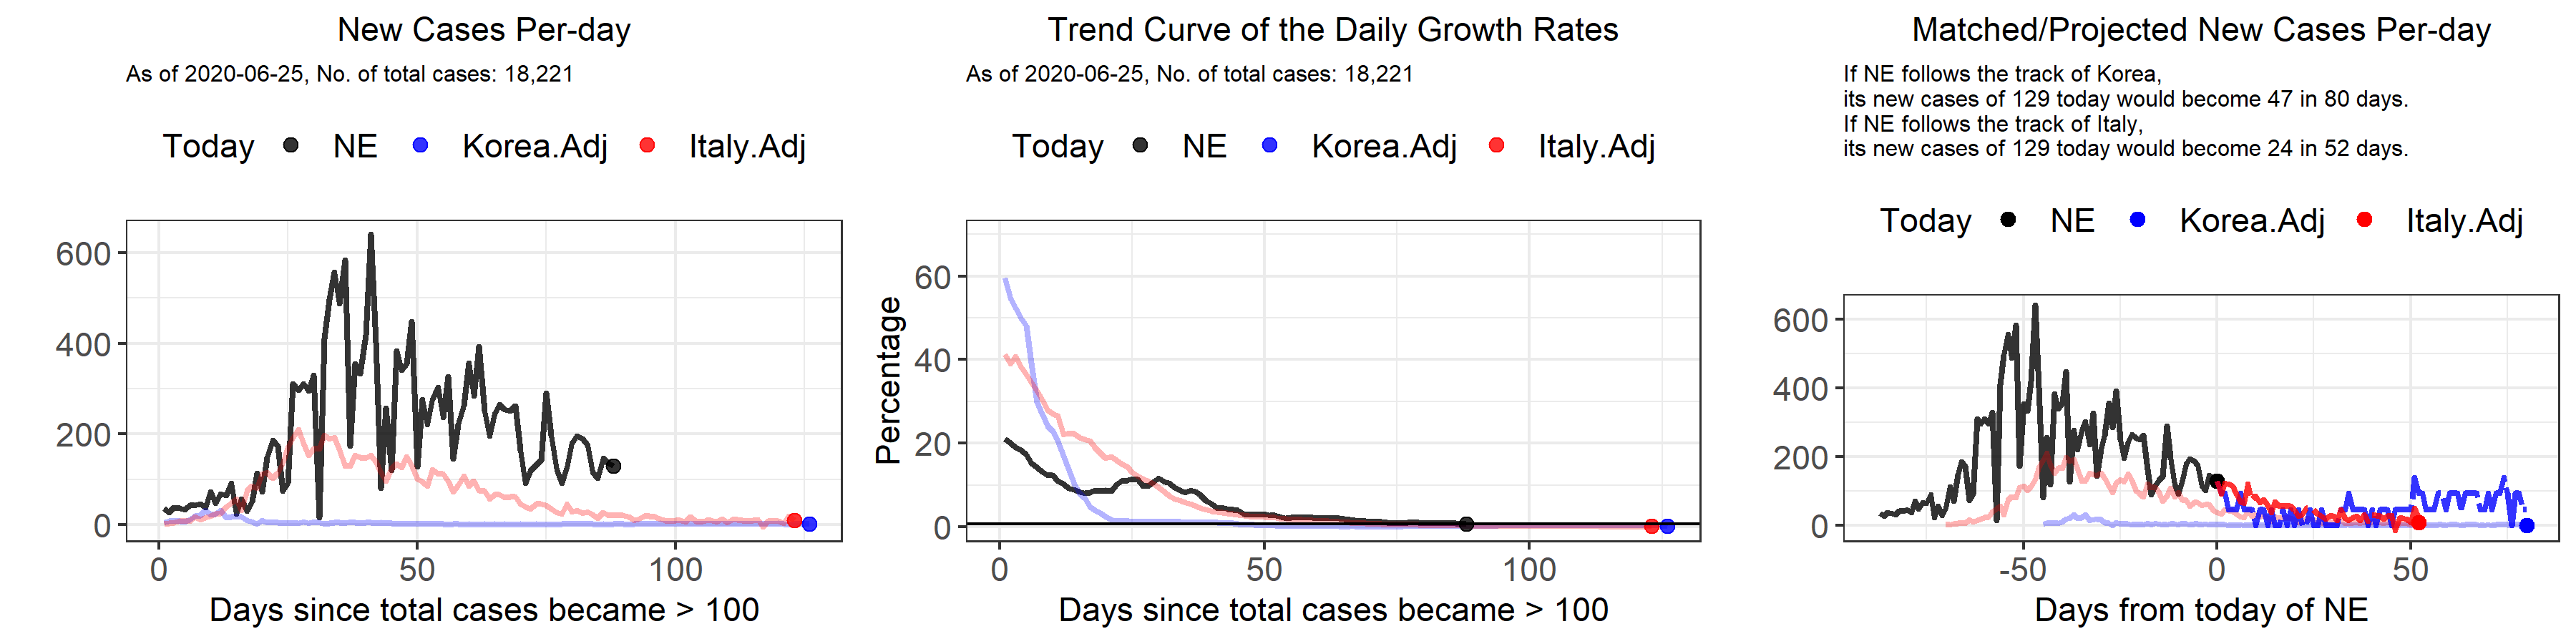 New Cases Per-day
As of 2020-06-25, No. of total cases: 18,221
Today NE Korea.Adj Italy.Adj
600
400
200
0
0 50 100
Days since total cases became > 100
Trend Curve of the Daily Growth Rates
As of 2020-06-25, No. of total cases: 18,221
Today NE Korea.Adj Italy.Adj
Percentage
60
40
20
0
0 50 100
Days since total cases became > 100
Matched/Projected New Cases Per-day
If NE follows the track of Korea,
its new cases of 129 today would become 47 in 80 days.
If NE follows the track of Italy,
its new cases of 129 today would become 24 in 52 days.
Today NE Korea.Adj Italy.Adj
600
400
200
0
-50 0 50
Days from today of NE